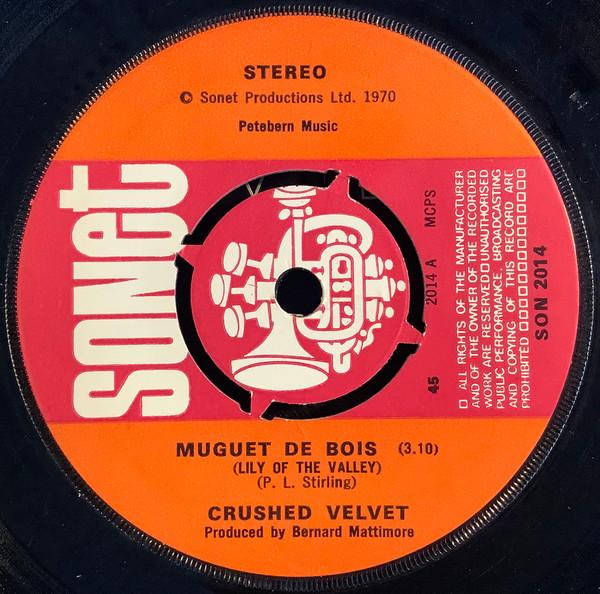 STEREO
© Sonet Productions Ltd. 1970
Petebern Music
sonet
2014 A MCPS
45
□ ALL RIGHTS OF THE MANUFACTURER
AND OF THE OWNER OF THE RECORDED
WORK ARE RESERVED □ UNAUTHORISED
PUBLIC PERFORMANCE, BROADCASTING
AND COPYING OF THIS RECORD ARE
PROHIBITED □□□□□□□□□□□□□□□
SON 2014
MUGUET DE BOIS (3.10)
(LILY OF THE VALLEY)
(P. L. Stirling)
CRUSHED VELVET
Produced by Bernard Mattimore